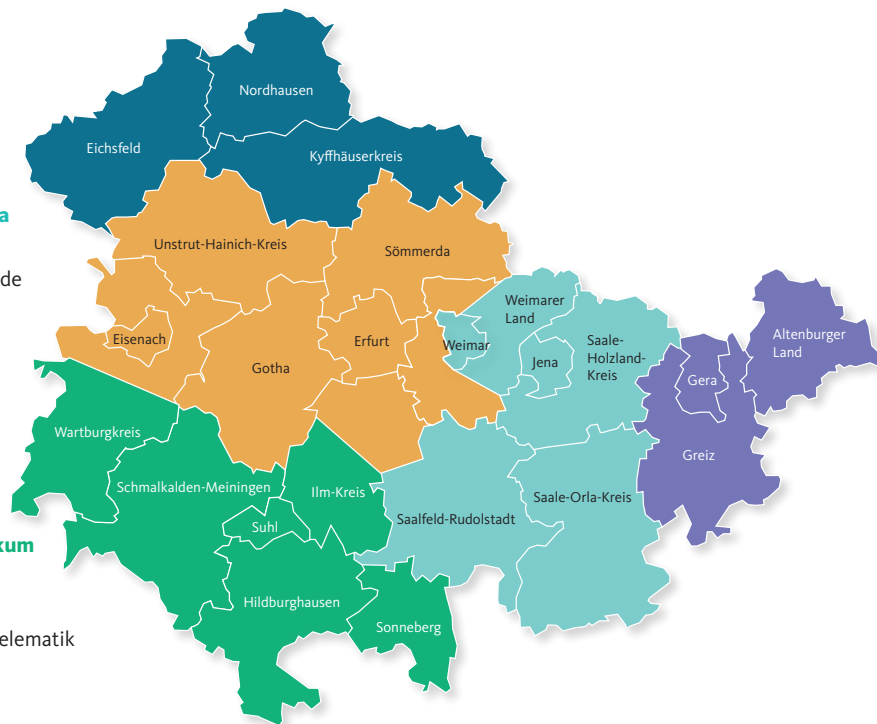 Nordhausen
Eichsfeld
Kyffhäuserkreis
a
Unstrut-Hainich-Kreis
Sömmerda
de
Weimarer
Land
Eisenach
Erfurt
Weimar
Saale-
Holzland-
Kreis
Altenburger
Land
Jena
Gotha
Gera
Wartburgkreis
Greiz
Schmalkalden-Meiningen
Ilm-Kreis
Saale-Orla-Kreis
Saalfeld-Rudolstadt
Suhl
kum
Hildburghausen
Sonneberg
elematik